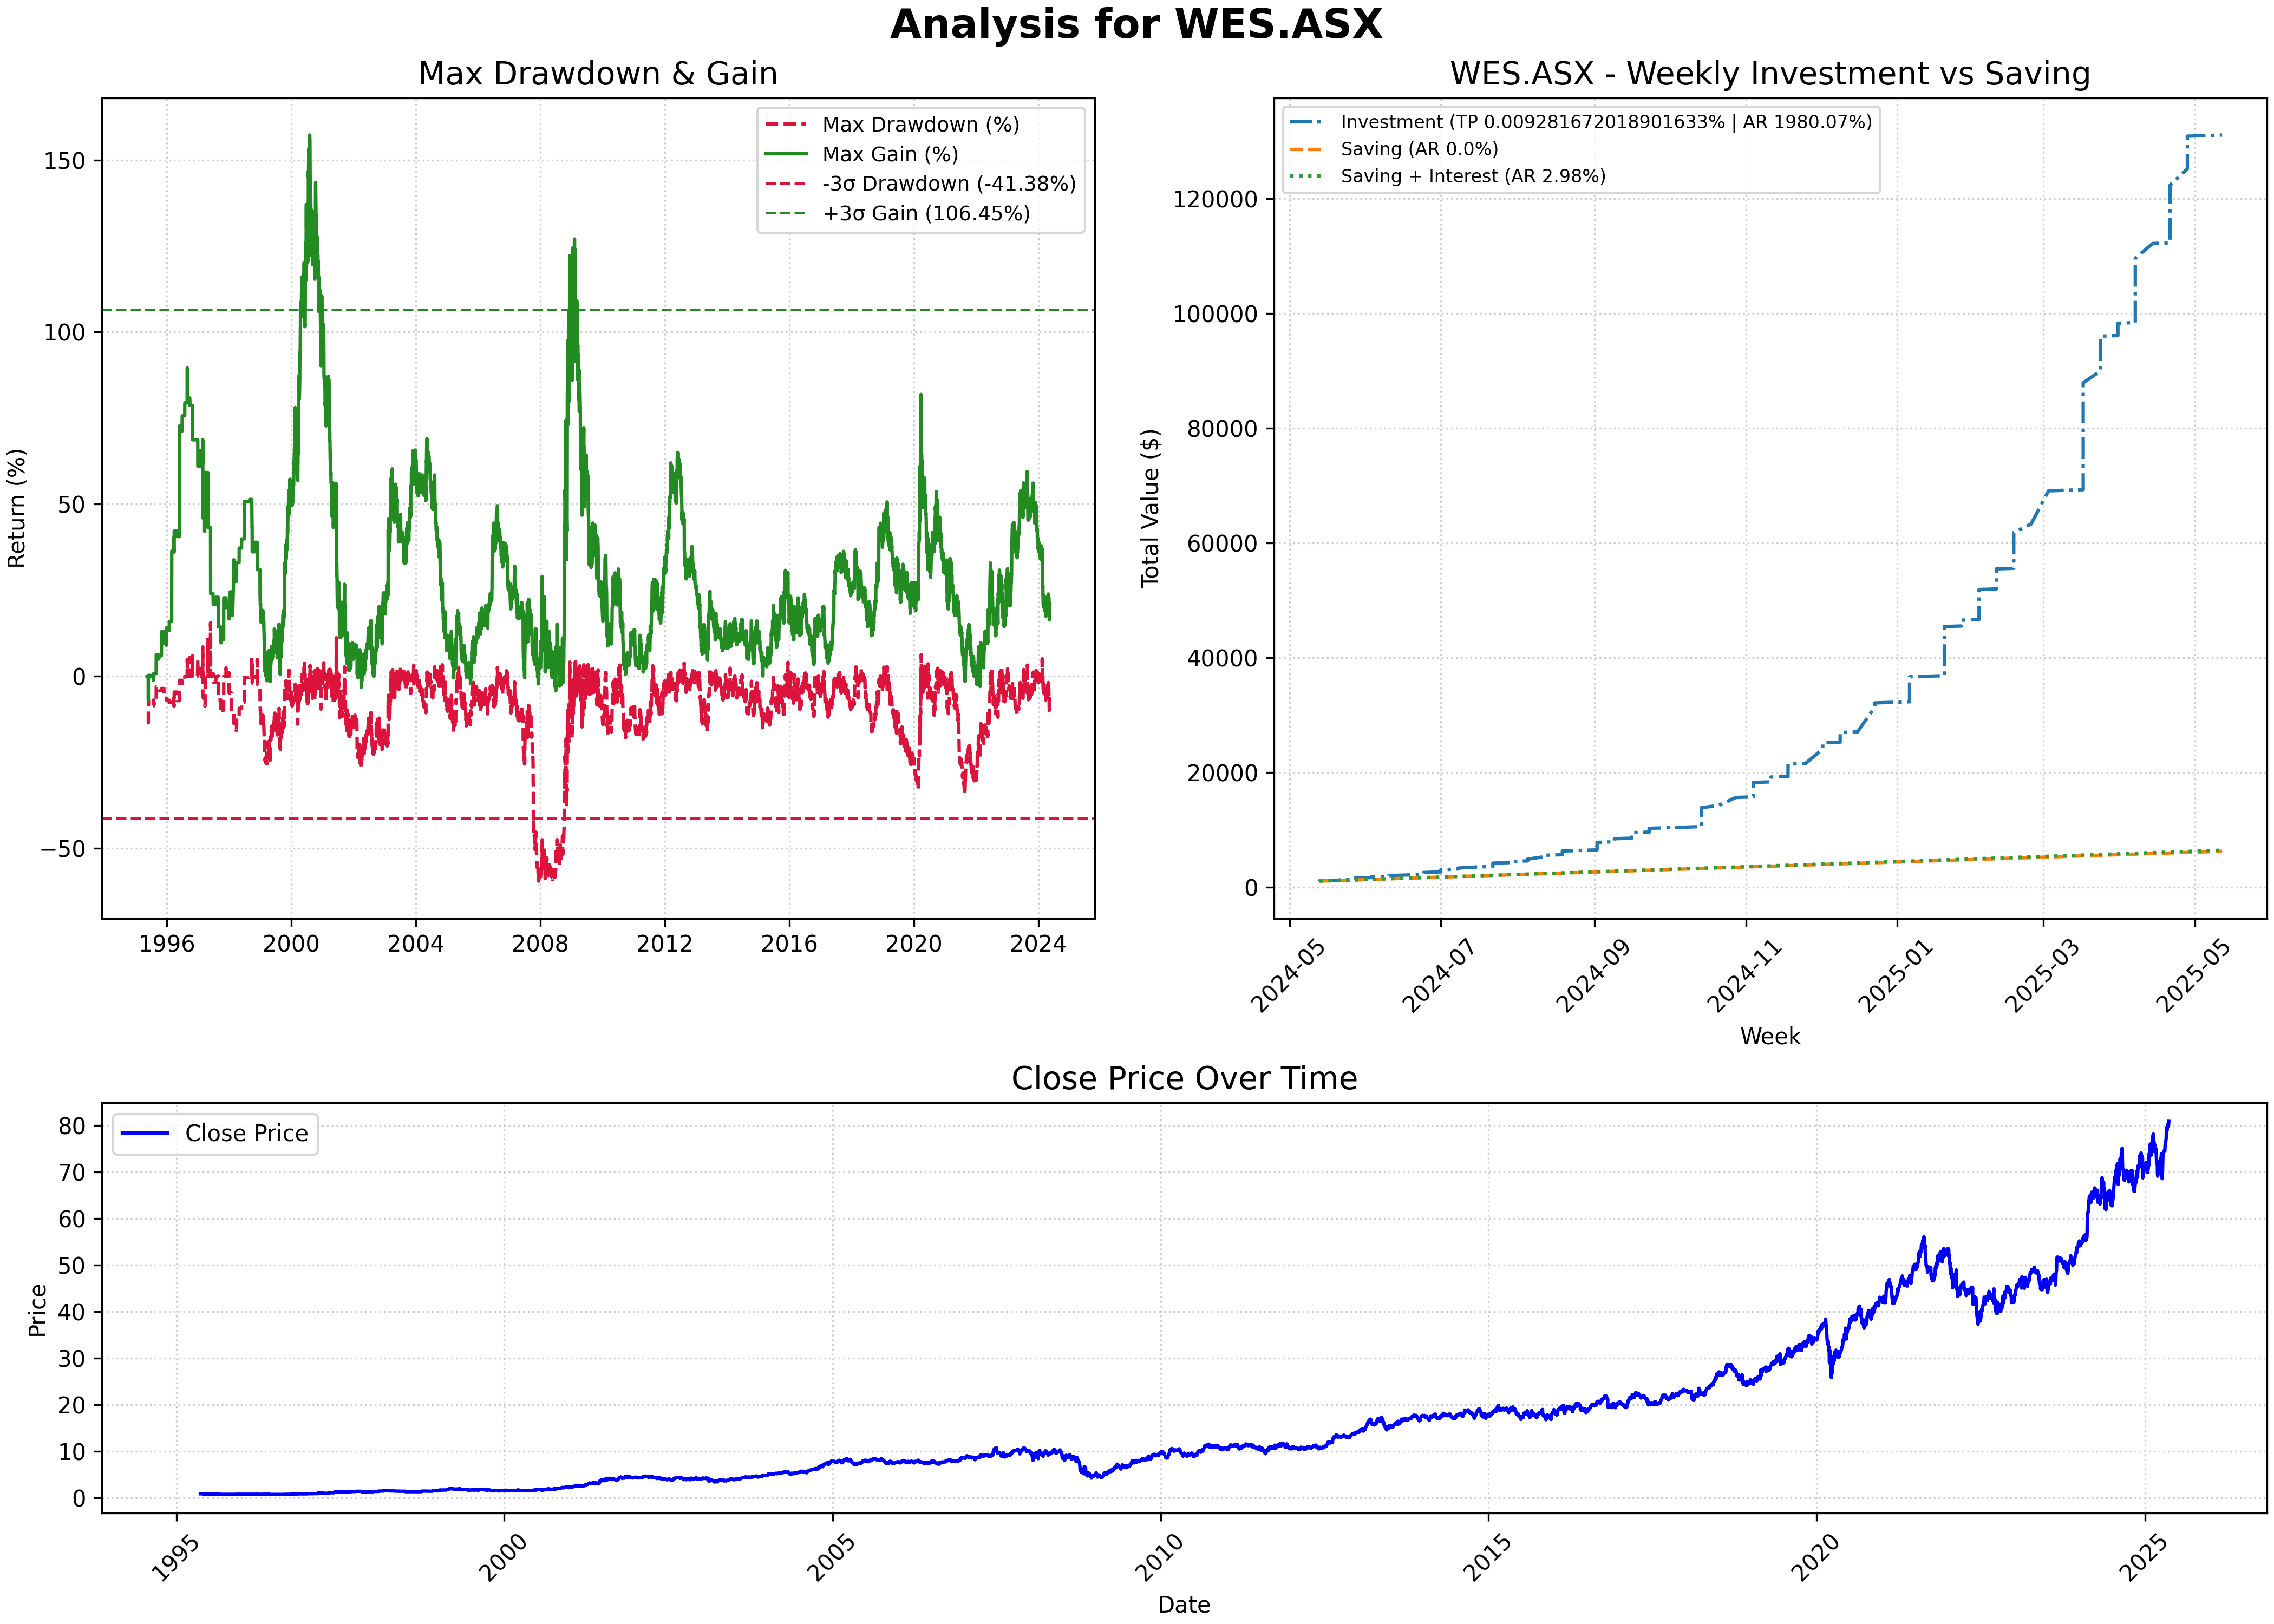 Analysis for WES.ASX
Max Drawdown & Gain
Return (%)
150
100
50
0
−50
1996
2000
2004
2008
2012
2016
2020
2024
Max Drawdown (%)
Max Gain (%)
-3σ Drawdown (-41.38%)
+3σ Gain (106.45%)
WES.ASX - Weekly Investment vs Saving
Total Value ($)
120000
100000
80000
60000
40000
20000
0
2024-05
2024-07
2024-09
2024-11
2025-01
2025-03
2025-05
Week
Investment (TP 0.009281672018901633% | AR 1980.07%)
Saving (AR 0.0%)
Saving + Interest (AR 2.98%)
Close Price Over Time
Price
80
70
60
50
40
30
20
10
0
1995
2000
2005
2010
2015
2020
2025
Date
Close Price